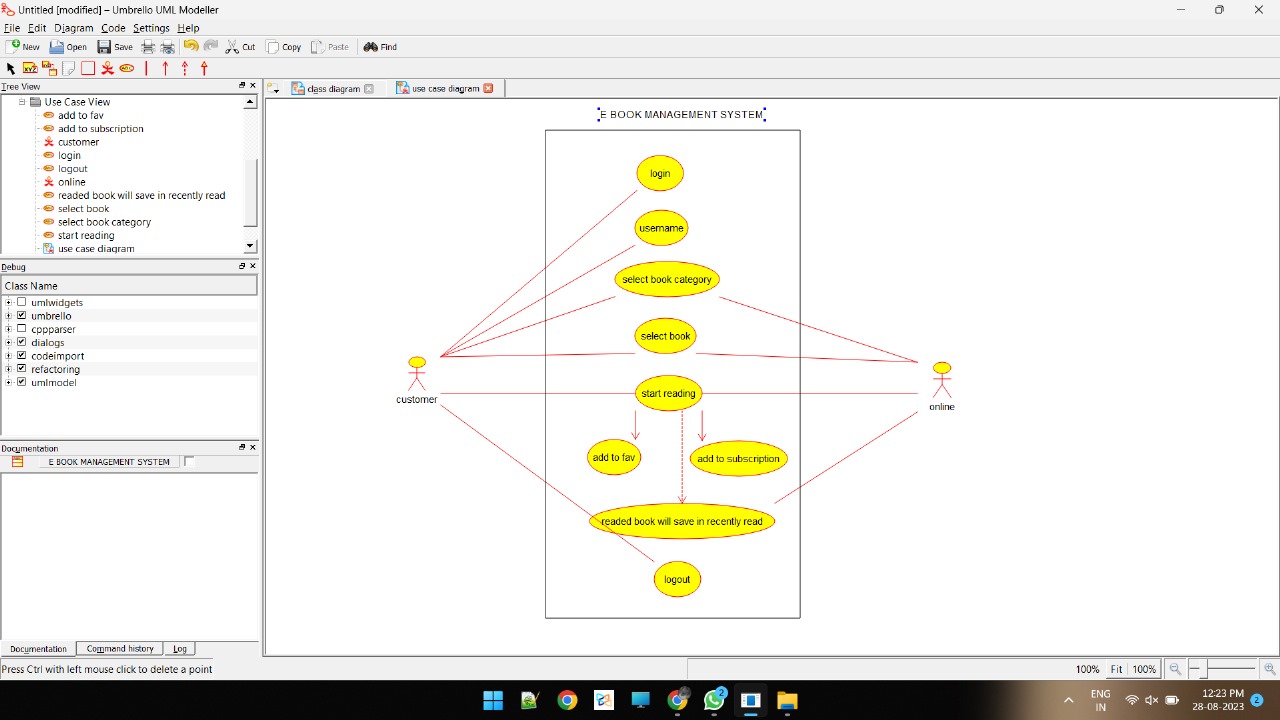 Untitled [modified] – Umbrello UML Modeller
File Edit Diagram Code Settings Help
New Open Save Cut Copy Paste Find
XYZ
Tree View
class diagram use case diagram
Use Case View
add to fav
add to subscription
customer
login
logout
online
readed book will save in recently read
select book
select book category
start reading
use case diagram
Debug
Class Name
umlwidgets
umbrello
cppparser
dialogs
codeimport
refactoring
umlmodel
Documentation
E BOOK MANAGEMENT SYSTEM
Documentation Command history Log
E BOOK MANAGEMENT SYSTEM
login
username
select book category
select book
start reading
customer
online
add to fav
add to subscription
readed book will save in recently read
logout
Press Ctrl with left mouse click to delete a point
100% Fit 100%
2
ENG
IN
12:23 PM
28-08-2023
2